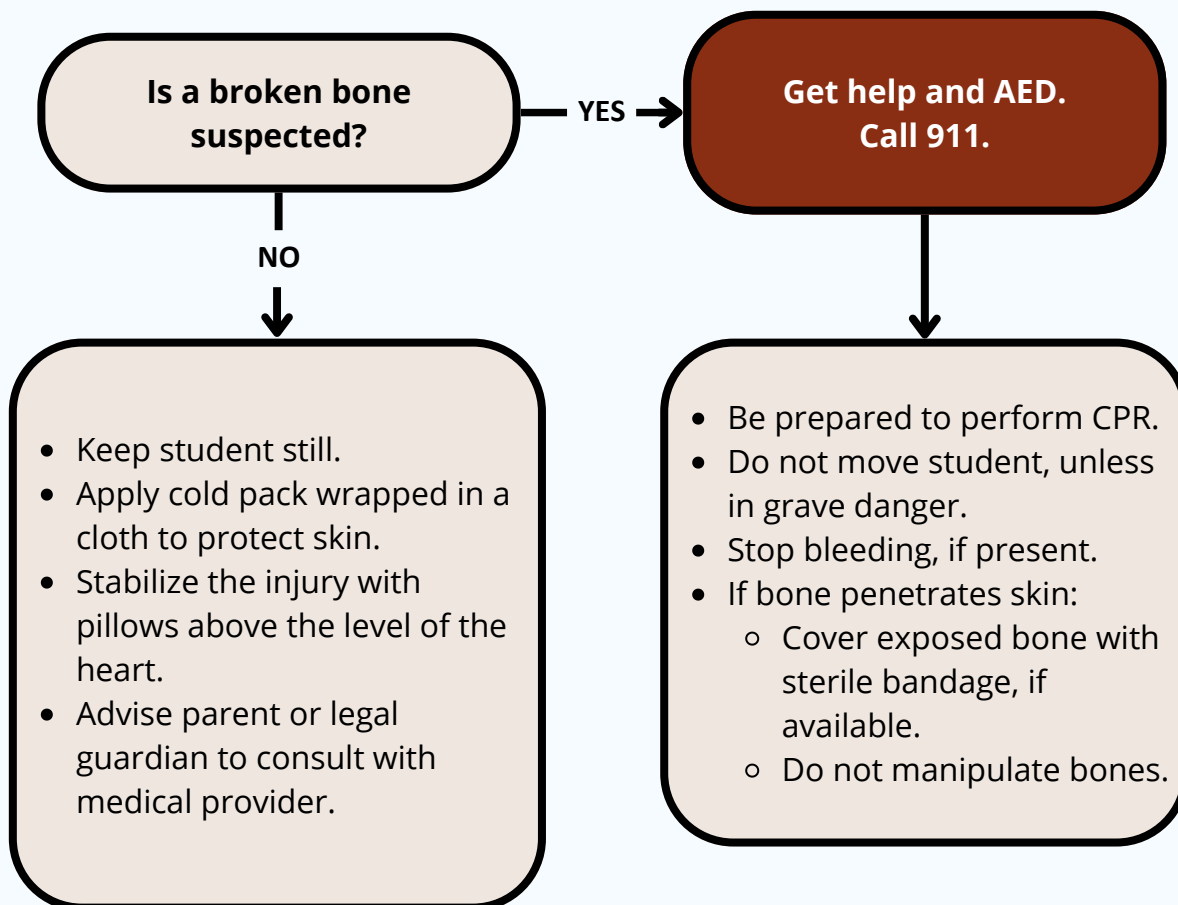 Is a broken bone
suspected?
YES
Get help and AED.
Call 911.
NO
• Keep student still.
• Apply cold pack wrapped in a
cloth to protect skin.
• Stabilize the injury with
pillows above the level of the
heart.
• Advise parent or legal
guardian to consult with
medical provider.
• Be prepared to perform CPR.
• Do not move student, unless
in grave danger.
• Stop bleeding, if present.
• If bone penetrates skin:
◦ Cover exposed bone with
sterile bandage, if
available.
◦ Do not manipulate bones.